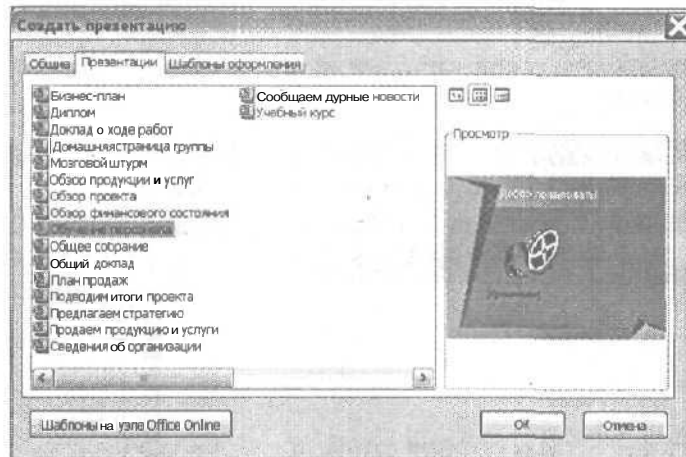 Создать презентацию
Общие Презентации Шаблоны оформления
Бизнес-план
Диплом
Доклад о ходе работ
Домашняя страница группы
Мозговой штурм
Обзор продукции и услуг
Обзор проекта
Обзор финансового состояния
Обучение персонала
Общее собрание
Общий доклад
План продаж
Подводим итоги проекта
Предлагаем стратегию
Продаем продукцию и услуги
Сведения об организации
Сообщаем дурные новости
Учебный курс
Просмотр
Добро пожаловать!
Шаблоны на узле Office Online
ОК
Отмена